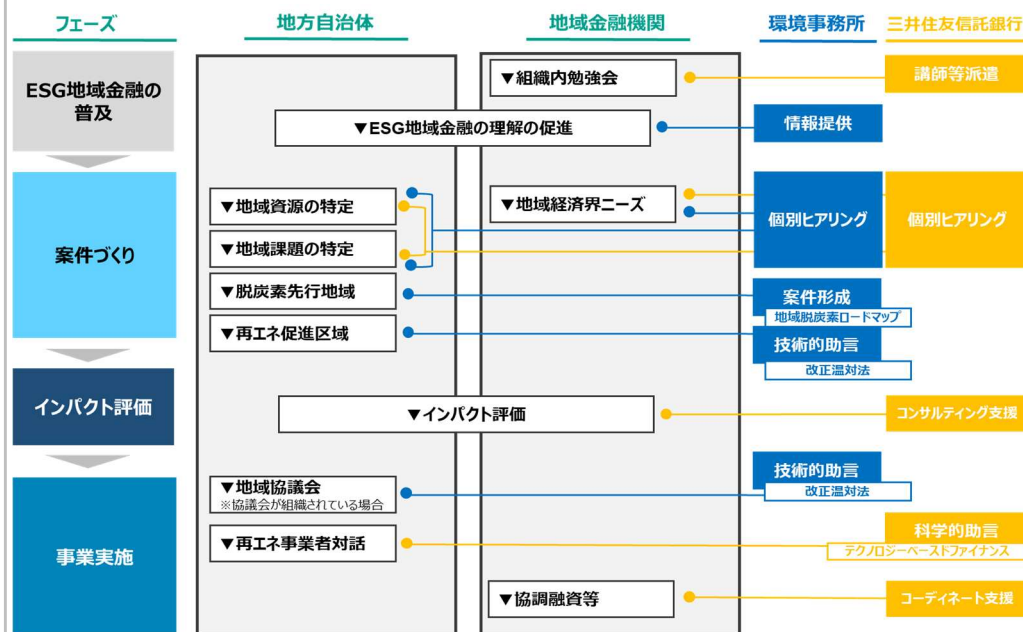 フェーズ
地方自治体
地域金融機関
環境事務所
三井住友信託銀行
ESG地域金融の
普及
▼組織内勉強会
講師等派遣
▼ESG地域金融の理解の促進
情報提供
案件づくり
▼地域資源の特定
▼地域経済界ニーズ
個別ヒアリング
個別ヒアリング
▼地域課題の特定
▼脱炭素先行地域
案件形成
地域脱炭素ロードマップ
▼再エネ促進区域
技術的助言
改正温対法
インパクト評価
▼インパクト評価
コンサルティング支援
事業実施
▼地域協議会
※協議会が組織されている場合
技術的助言
改正温対法
▼再エネ事業者対話
科学的助言
テクノロジーベースドファイナンス
▼協調融資等
コーディネート支援